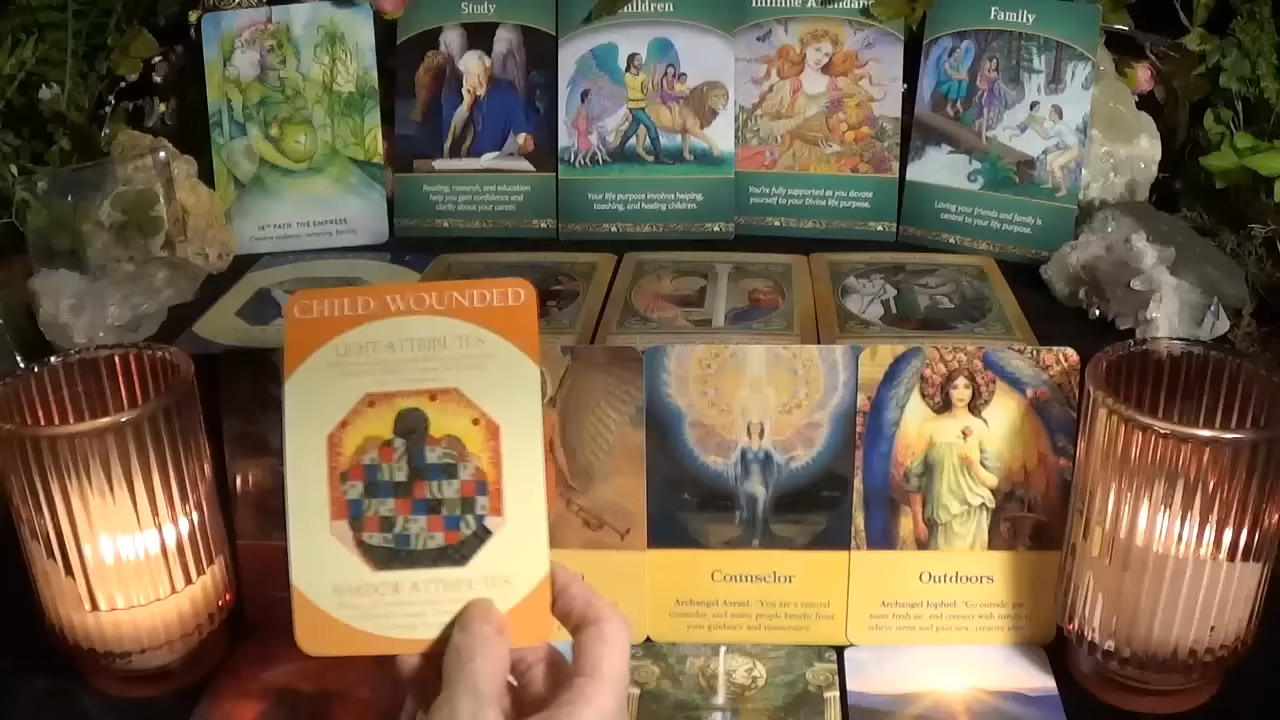 Study
Children
Infinite Abundance
Family
Reading, research, and education
help you gain confidence and
clarity about your career.
Your life purpose involves helping,
teaching, and healing children.
You're fully supported as you devote
yourself to your Divine life purpose.
Loving your friends and family is
central to your life purpose.
16TH PATH THE EMPRESS
CHILD WOUNDED
LIGHT ATTRIBUTES
SHADOW ATTRIBUTES
Counselor
Archangel Azrael: "You are a natural
counselor, and many people benefit from
your guidance and reassurance.
Outdoors
Archangel Jophiel: "Go outside, get
some fresh air, and connect with nature to
relieve stress and gain new, creative ideas.